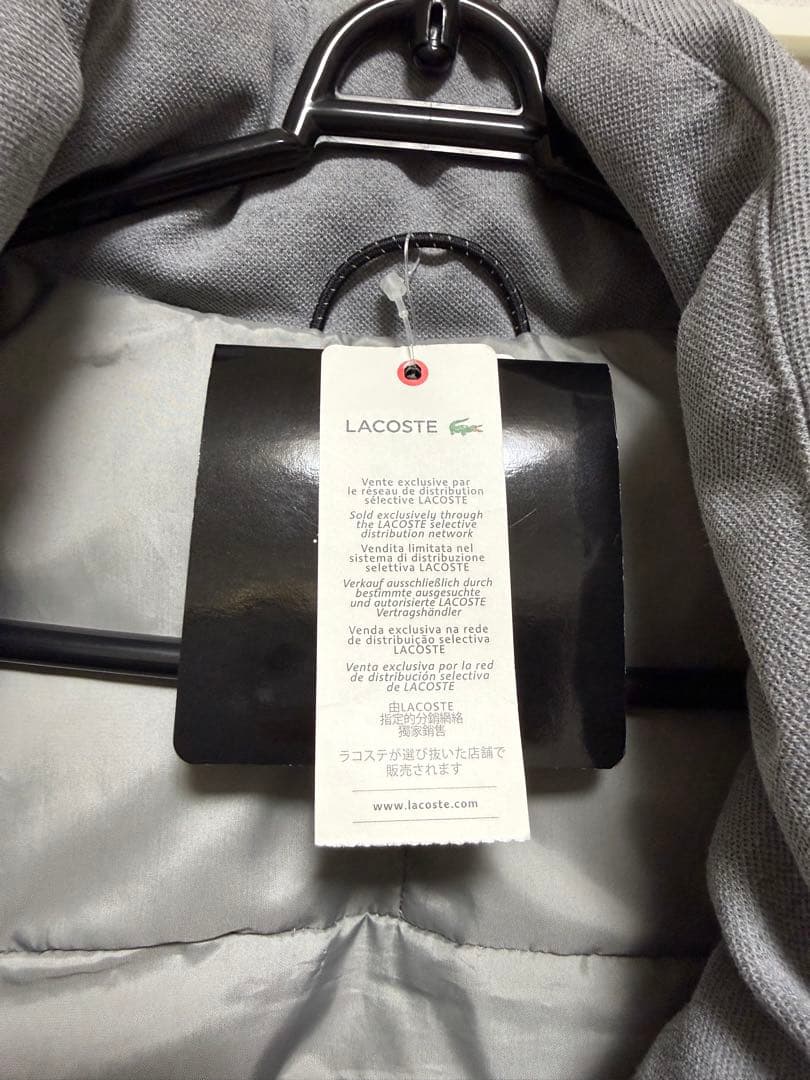 LACOSTE
Vente exclusive par
le réseau de distribution
sélective LACOSTE
Sold exclusively through
the LACOSTE selective
distribution network
Vendita limitata nel
sistema di distribuzione
selettiva LACOSTE
Verkauf ausschließlich durch
bestimmte ausgesuchte
und autorisierte LACOSTE
Vertragshändler
Venda exclusiva na rede
de distribuição selectiva
LACOSTE
Venta exclusiva por la red
de distribución selectiva
de LACOSTE
由LACOSTE
指定的分銷網絡
獨家銷售
ラコステが選び抜いた店舗で
販売されます
www.lacoste.com